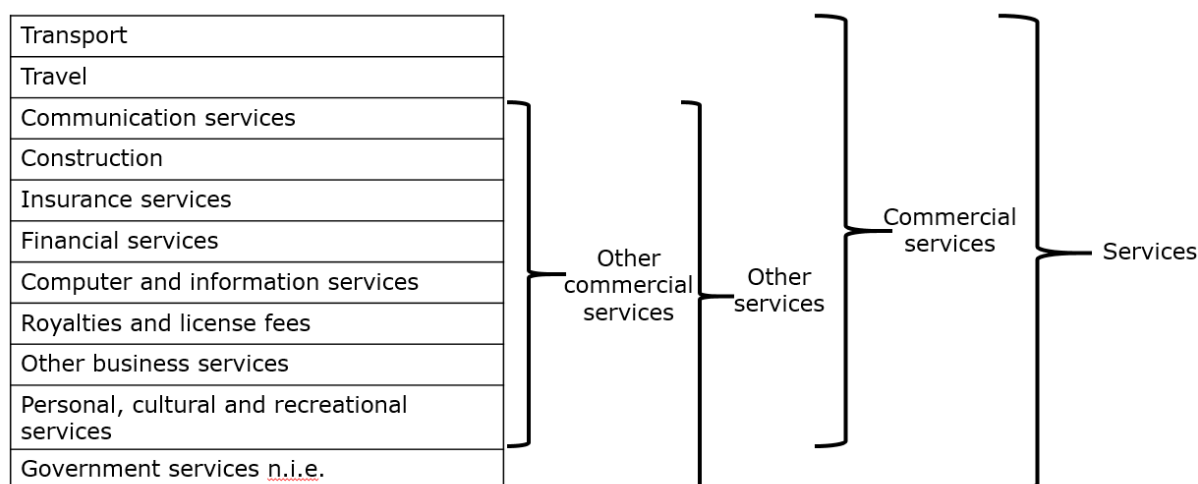 Transport
Travel
Communication services
Construction
Insurance services
Financial services
Computer and information services
Royalties and license fees
Other business services
Personal, cultural and recreational
services
Government services n.i.e.
Other
commercial
services
Other
services
Commercial
services
Services